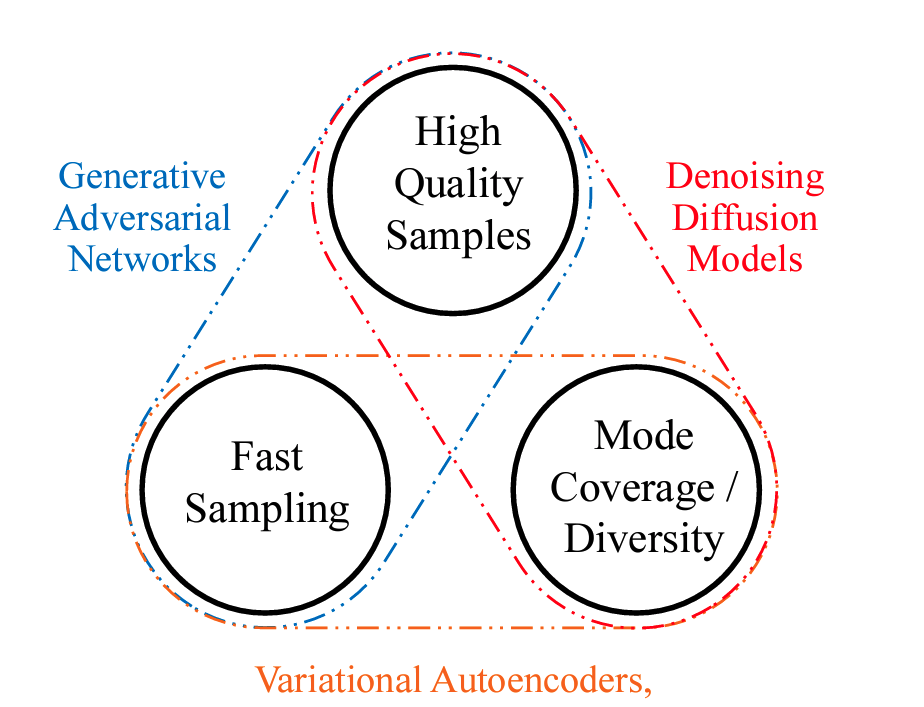 High
Quality
Samples
Generative
Adversarial
Networks
Denoising
Diffusion
Models
Fast
Sampling
Mode
Coverage /
Diversity
Variational Autoencoders,